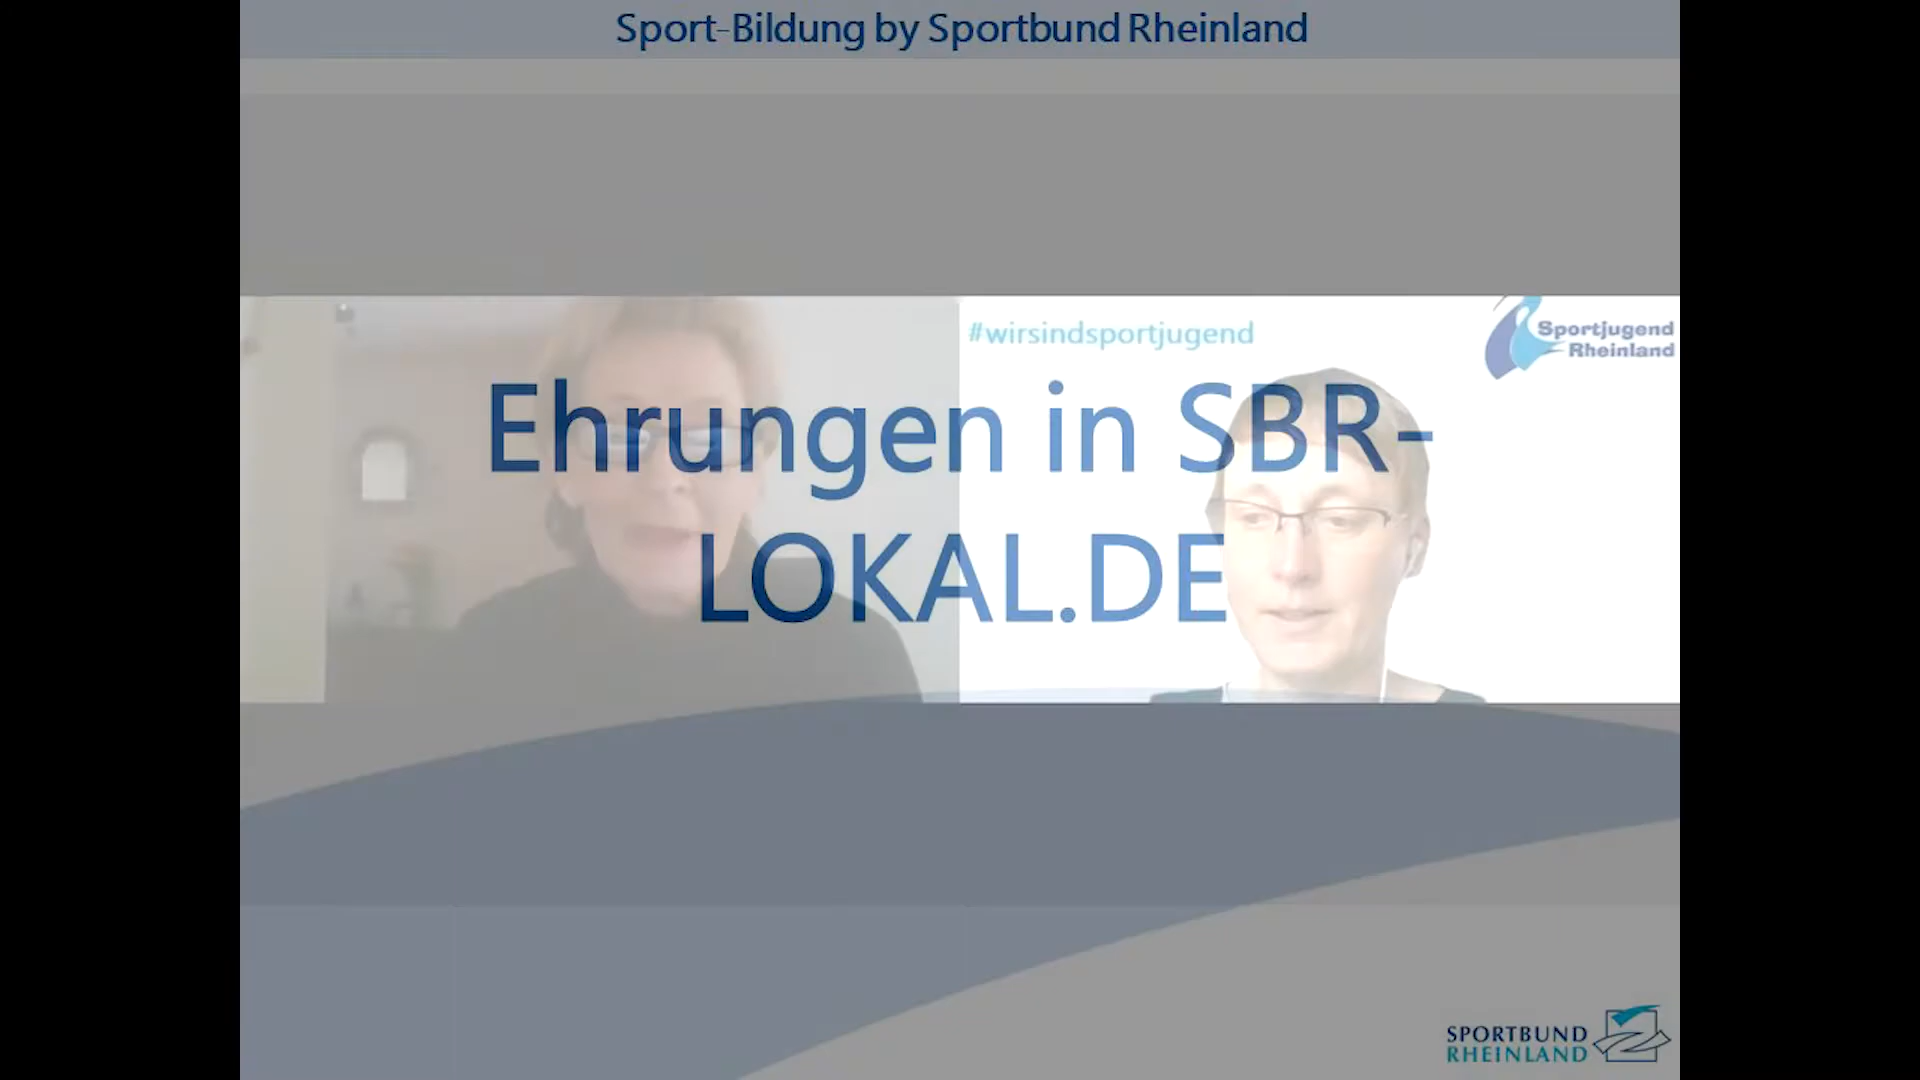 Sport-Bildung by Sportbund Rheinland
#wirsindsportjugend
Sportjugend
Rheinland
Ehrungen in SBR-
LOKAL.DE
SPORTBUND
RHEINLAND